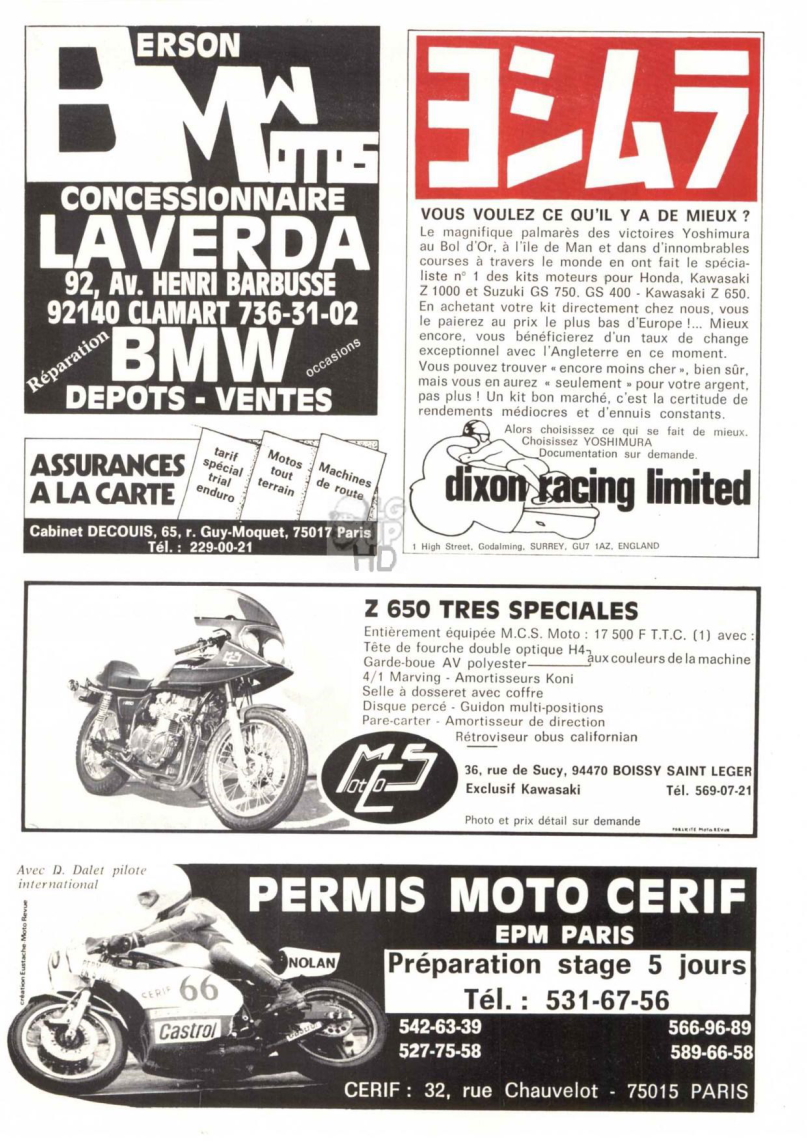 BERSON
BMW
MOTOS
CONCESSIONNAIRE
LAVERDA
92, Av. HENRI BARBUSSE
92140 CLAMART 736-31-02
Réparation
BMW
occasions
DEPOTS - VENTES
ASSURANCES
A LA CARTE
tarif
spécial
trial
enduro
Motos
tout
terrain
Machines
de route
Cabinet DECOUIS, 65, r. Guy-Moquet, 75017 Paris
Tél. : 229-00-21
ヨシムラ
VOUS VOULEZ CE QU'IL Y A DE MIEUX ?
Le magnifique palmarès des victoires Yoshimura
au Bol d'Or, à l'île de Man et dans d'innombrables
courses à travers le monde en ont fait le spécia-
liste n° 1 des kits moteurs pour Honda, Kawasaki
Z 1000 et Suzuki GS 750. GS 400 - Kawasaki Z 650.
En achetant votre kit directement chez nous, vous
le paierez au prix le plus bas d'Europe !... Mieux
encore, vous bénéficierez d'un taux de change
exceptionnel avec l'Angleterre en ce moment.
Vous pouvez trouver « encore moins cher », bien sûr,
mais vous en aurez « seulement » pour votre argent,
pas plus ! Un kit bon marché, c'est la certitude de
rendements médiocres et d'ennuis constants.
Alors choisissez ce qui se fait de mieux.
Choisissez YOSHIMURA
Documentation sur demande.
dixon racing limited
1 High Street, Godalming, SURREY, GU7 1AZ, ENGLAND
Z 650 TRES SPECIALES
Entièrement équipée M.C.S. Moto : 17 500 F T.T.C. (1) avec :
Tête de fourche double optique H4
Garde-boue AV polyester
aux couleurs de la machine
4/1 Marving - Amortisseurs Koni
Selle à dosseret avec coffre
Disque percé - Guidon multi-positions
Pare-carter - Amortisseur de direction
Rétroviseur obus californien
MCS
Moto
36, rue de Sucy, 94470 BOISSY SAINT LEGER
Exclusif Kawasaki Tél. 569-07-21
Photo et prix détail sur demande
PUBLICITÉ Moto REVUE
Avec D. Dalet pilote
international
création Eustache Moto Revue
PERMIS MOTO CERIF
EPM PARIS
Préparation stage 5 jours
Tél. : 531-67-56
542-63-39 566-96-89
527-75-58 589-66-58
CERIF : 32, rue Chauvelot - 75015 PARIS
NOLAN
CERIF
66
Castrol